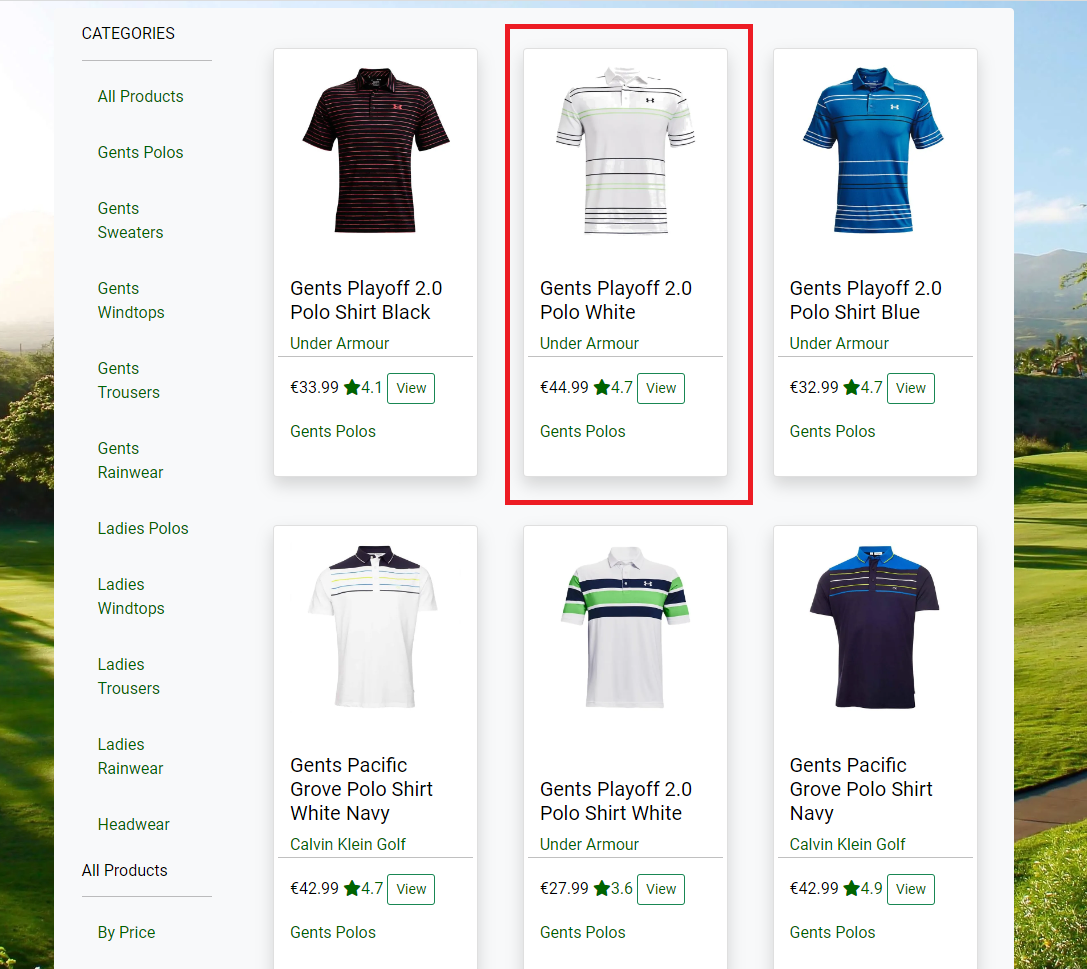 CATEGORIES
All Products
Gents Polos
Gents
Sweaters
Gents
Windtops
Gents
Trousers
Gents
Rainwear
Ladies Polos
Ladies
Windtops
Ladies
Trousers
Ladies
Rainwear
Headwear
All Products
By Price
Gents Playoff 2.0
Polo Shirt Black
Under Armour
€33.99 4.1 View
Gents Polos
Gents Playoff 2.0
Polo White
Under Armour
€44.99 4.7 View
Gents Polos
Gents Playoff 2.0
Polo Shirt Blue
Under Armour
€32.99 4.7 View
Gents Polos
Gents Pacific
Grove Polo Shirt
White Navy
Calvin Klein Golf
€42.99 4.7 View
Gents Polos
Gents Playoff 2.0
Polo Shirt White
Under Armour
€27.99 3.6 View
Gents Polos
Gents Pacific
Grove Polo Shirt
Navy
Calvin Klein Golf
€42.99 4.9 View
Gents Polos